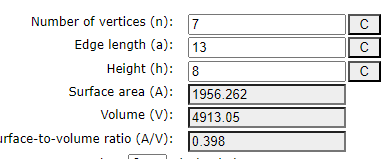 Number of vertices (n): 7 C
Edge length (a): 13 C
Height (h): 8 C
Surface area (A): 1956.262
Volume (V): 4913.05
urface-to-volume ratio (A/V): 0.398